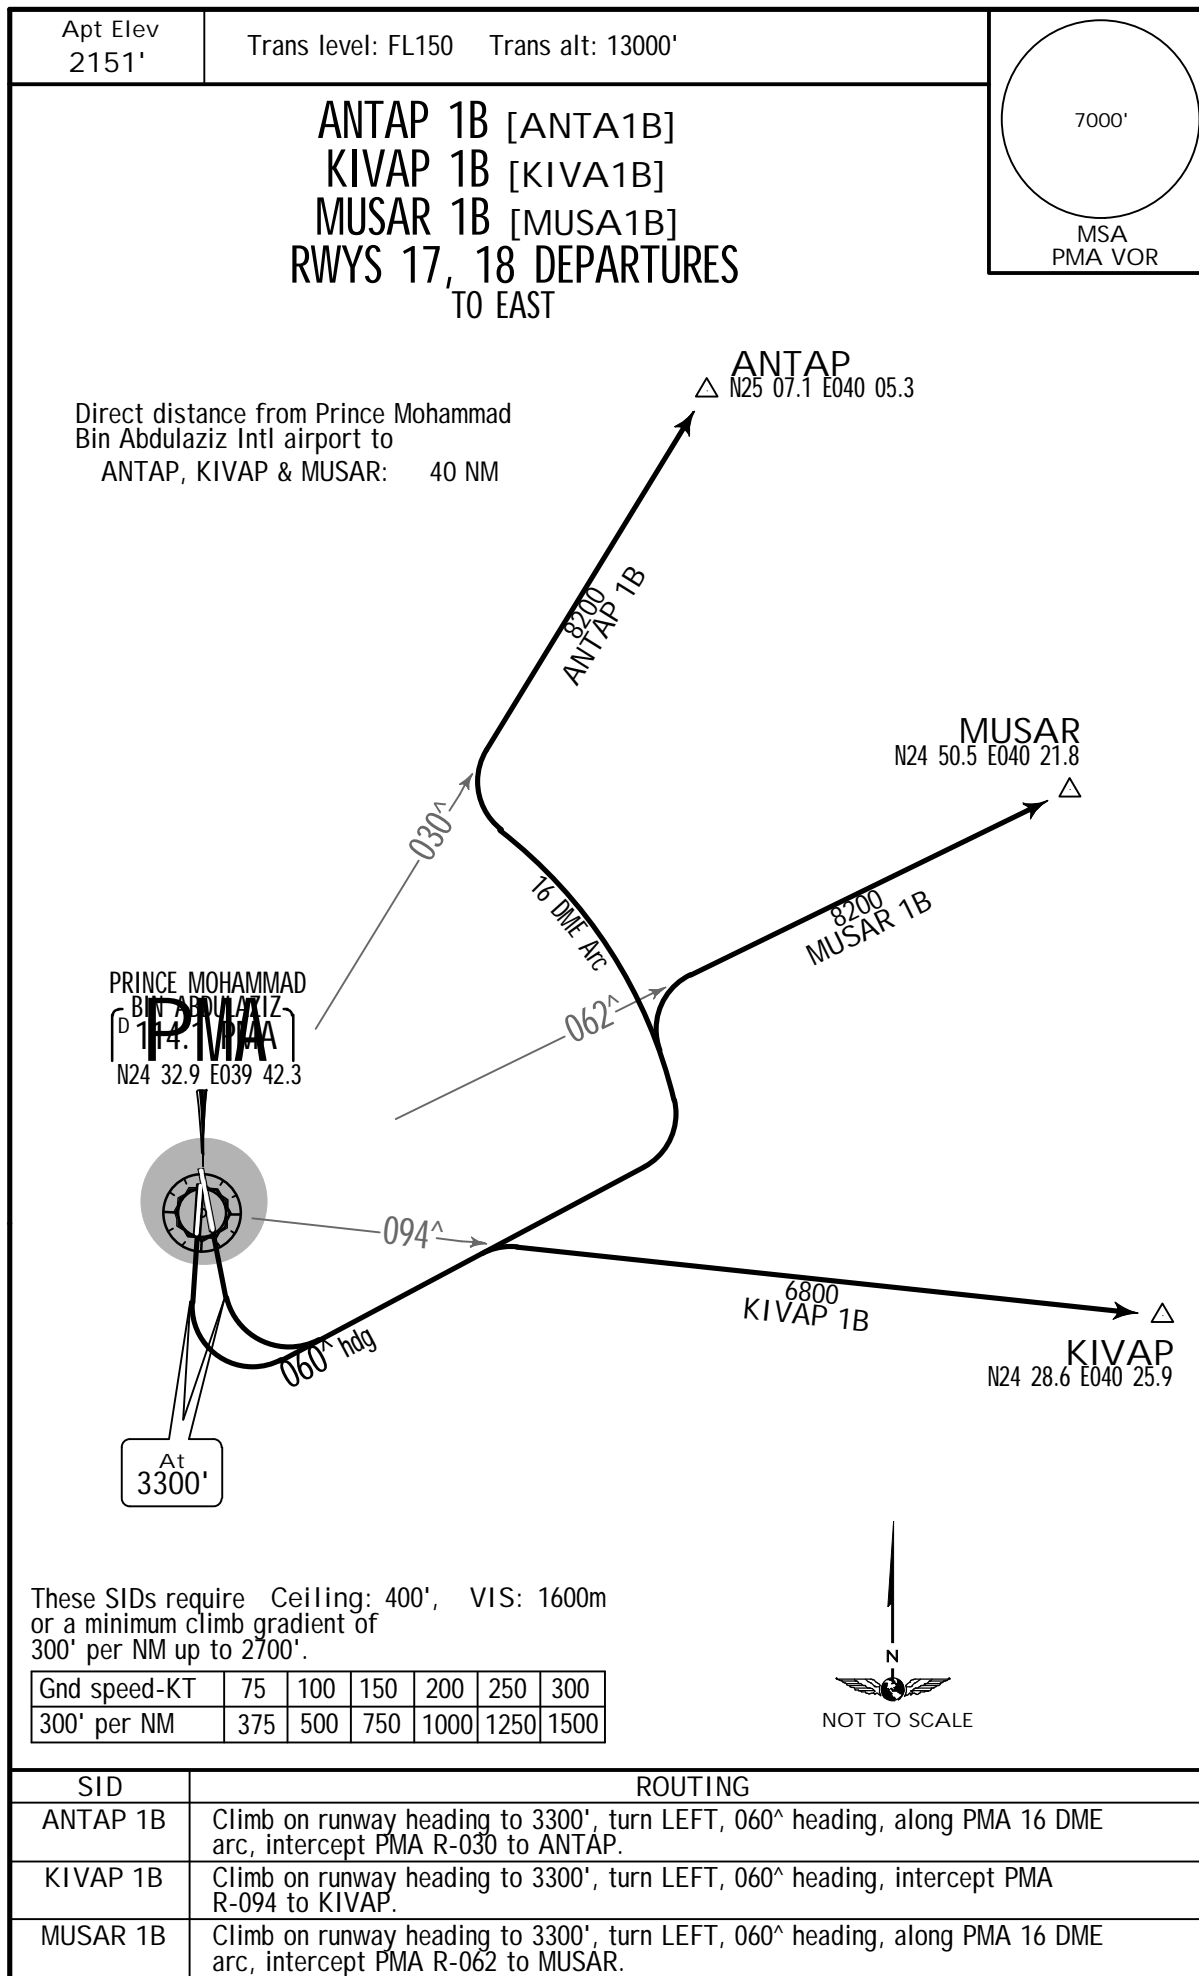 Apt Elev
2151'
Trans level: FL150 Trans alt: 13000'
7000'
MSA
PMA VOR
ANTAP 1B [ANTA1B]
KIVAP 1B [KIVA1B]
MUSAR 1B [MUSA1B]
RWYS 17, 18 DEPARTURES
TO EAST
ANTAP
N25 07.1 E040 05.3
Direct distance from Prince Mohammad
Bin Abdulaziz Intl airport to
ANTAP, KIVAP & MUSAR: 40 NM
8200
ANTAP 1B
MUSAR
N24 50.5 E040 21.8
030^
16 DME Arc
8200
MUSAR 1B
062^
PRINCE MOHAMMAD
BIN ABDULAZIZ
PMA
D 114. PMA
N24 32.9 E039 42.3
094^
6800
KIVAP 1B
KIVAP
N24 28.6 E040 25.9
060^ hdg
At
3300'
These SIDs require Ceiling: 400', VIS: 1600m
or a minimum climb gradient of
300' per NM up to 2700'.
Gnd speed-KT 75 100 150 200 250 300
300' per NM 375 500 750 1000 1250 1500
N
NOT TO SCALE
SID ROUTING
ANTAP 1B Climb on runway heading to 3300', turn LEFT, 060^ heading, along PMA 16 DME
arc, intercept PMA R-030 to ANTAP.
KIVAP 1B Climb on runway heading to 3300', turn LEFT, 060^ heading, intercept PMA
R-094 to KIVAP.
MUSAR 1B Climb on runway heading to 3300', turn LEFT, 060^ heading, along PMA 16 DME
arc, intercept PMA R-062 to MUSAR.